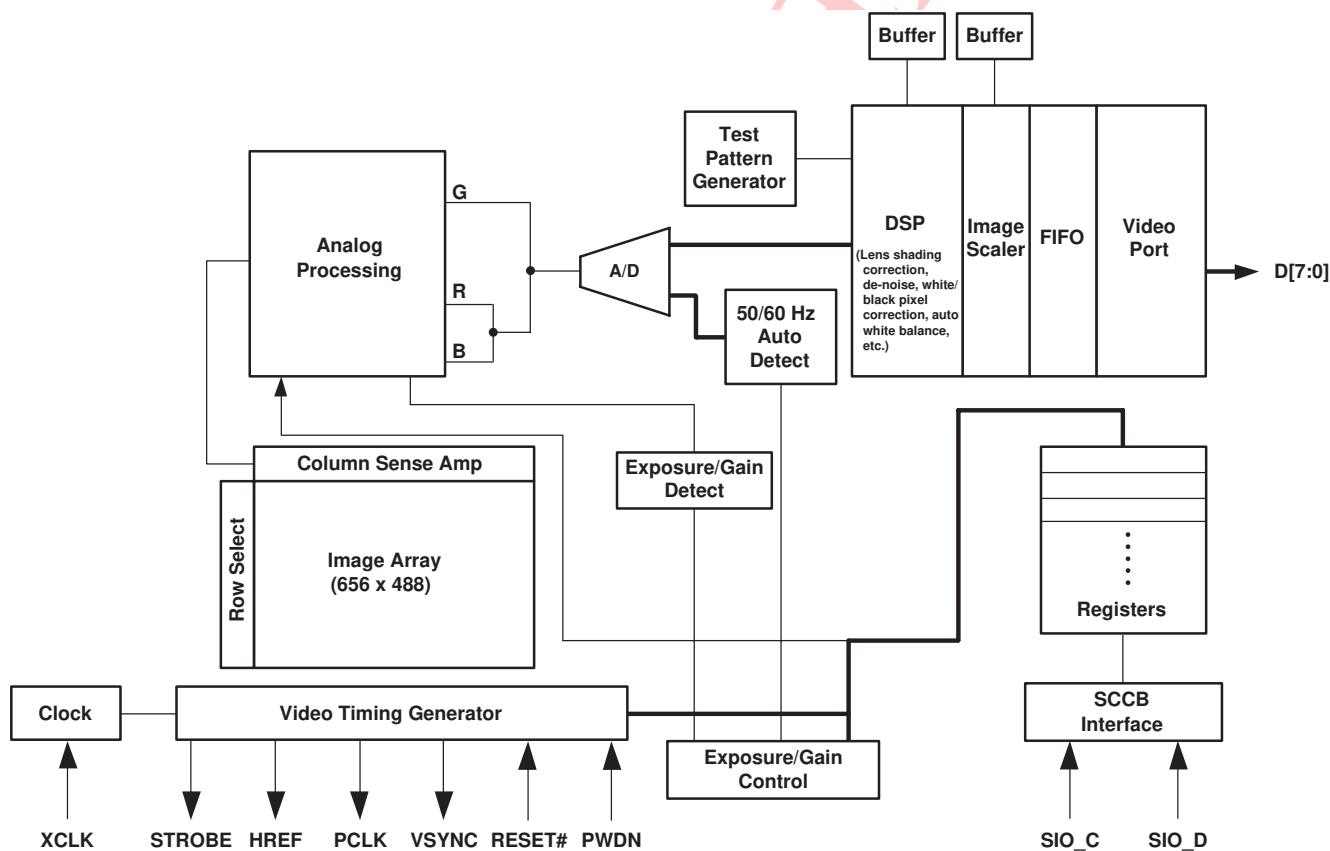 Buffer
Buffer
Test
Pattern
Generator
DSP
(Lens shading
correction,
de-noise, white/
black pixel
correction, auto
white balance,
etc.)
Image
Scaler
FIFO
Video
Port
D[7:0]
Analog
Processing
G
R
B
A/D
50/60 Hz
Auto
Detect
Column Sense Amp
Row Select
Image Array
(656 x 488)
Exposure/Gain
Detect
Registers
Clock
Video Timing Generator
Exposure/Gain
Control
SCCB
Interface
XCLK
STROBE
HREF
PCLK
VSYNC
RESET#
PWDN
SIO_C
SIO_D